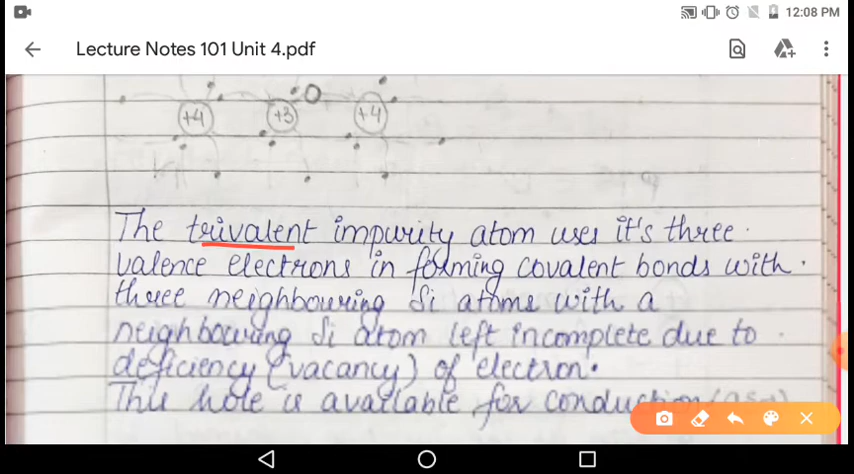 12:08 PM
Lecture Notes 101 Unit 4.pdf
+4 +3 +4
The trivalent impurity atom uses it's three
valence electrons in forming covalent bonds with
three neighbouring Si atoms with a
neighbouring Si atom left incomplete due to
deficiency (vacancy) of electron.
This hole is available for conduction